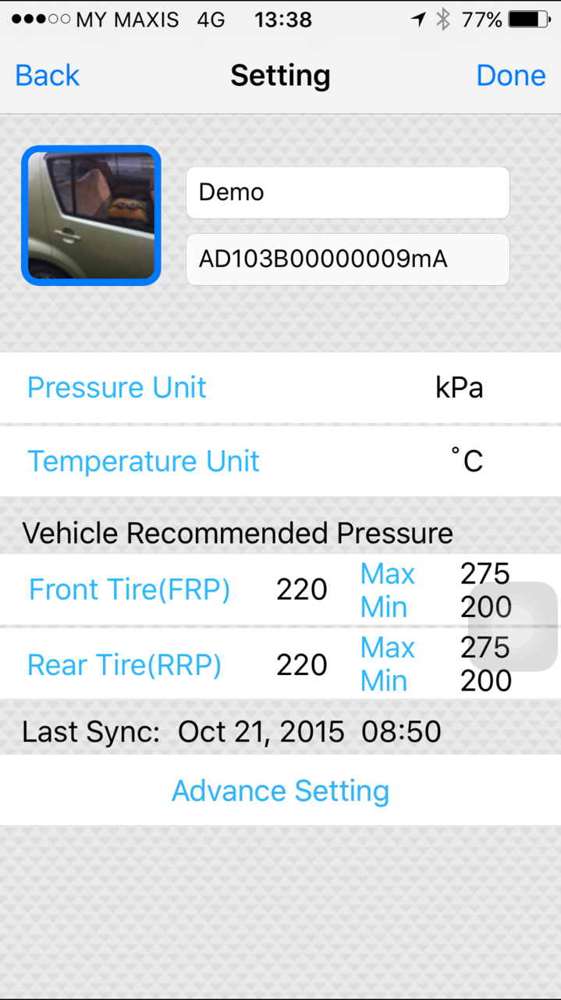 MY MAXIS 4G 13:38 77%
Back Setting Done
Demo
AD103B00000009mA
Pressure Unit kPa
Temperature Unit °C
Vehicle Recommended Pressure
Front Tire(FRP) 220 Max 275
Min 200
Rear Tire(RRP) 220 Max 275
Min 200
Last Sync: Oct 21, 2015 08:50
Advance Setting